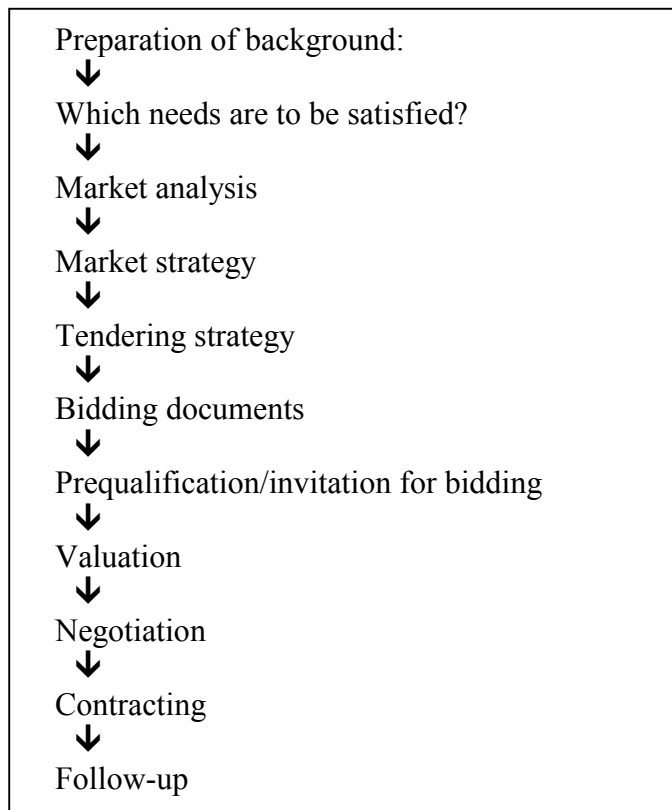 Preparation of background:
Which needs are to be satisfied?
Market analysis
Market strategy
Tendering strategy
Bidding documents
Prequalification/invitation for bidding
Valuation
Negotiation
Contracting
Follow-up